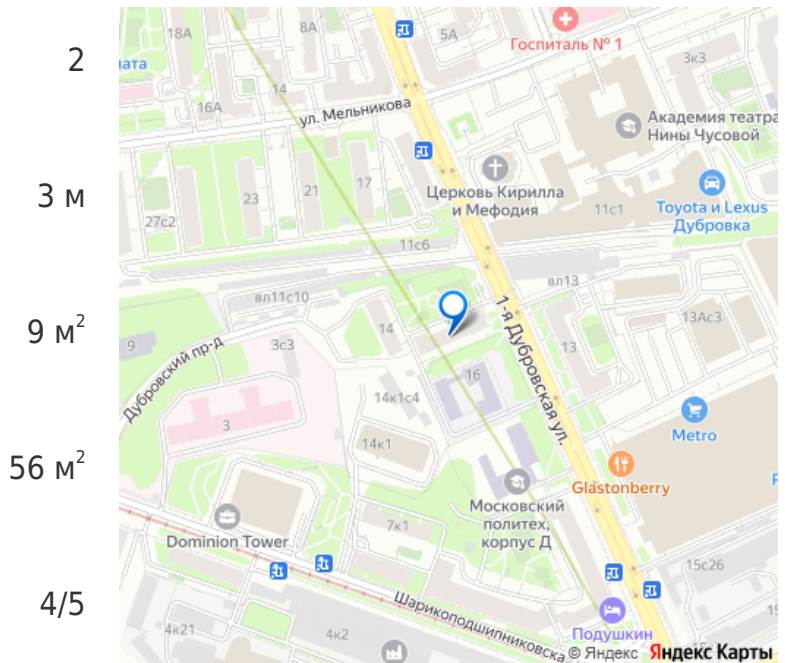 2
3 м
9 м²
56 м²
4/5
18А
8А
5А
Госпиталь № 1
3к3
14
16А
ул. Мельникова
Академия театра
Нины Чусовой
23
21
17
27с2
Церковь Кирилла
и Мефодия
11с1
Toyota и Lexus
Дубровка
11с6
вл13
вл11с10
14
9
3с3
Дубровский пр-д
1-я Дубровская ул.
13
13Ас3
16
14к1с4
3
14к1
Metro
Glastonberry
Московский
политех,
корпус Д
Dominion Tower
7к1
15с26
Шарикоподшипниковска
4к21
4к2
Подушкин
© Яндекс Яндекс Карты